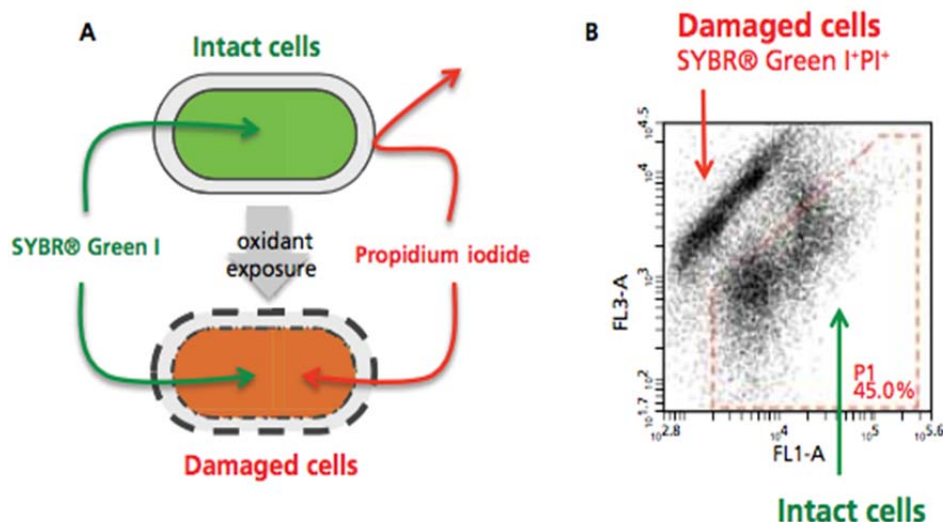 A
Intact cells
SYBR® Green I
oxidant
exposure
Propidium iodide
Damaged cells
B
Damaged cells
SYBR® Green I⁺PI⁺
FL3-A
10^4.5
10^4
10^3
10^2
10^1.7
P1
45.0%
10^2.8
10^4
10^5
10^5.6
FL1-A
Intact cells